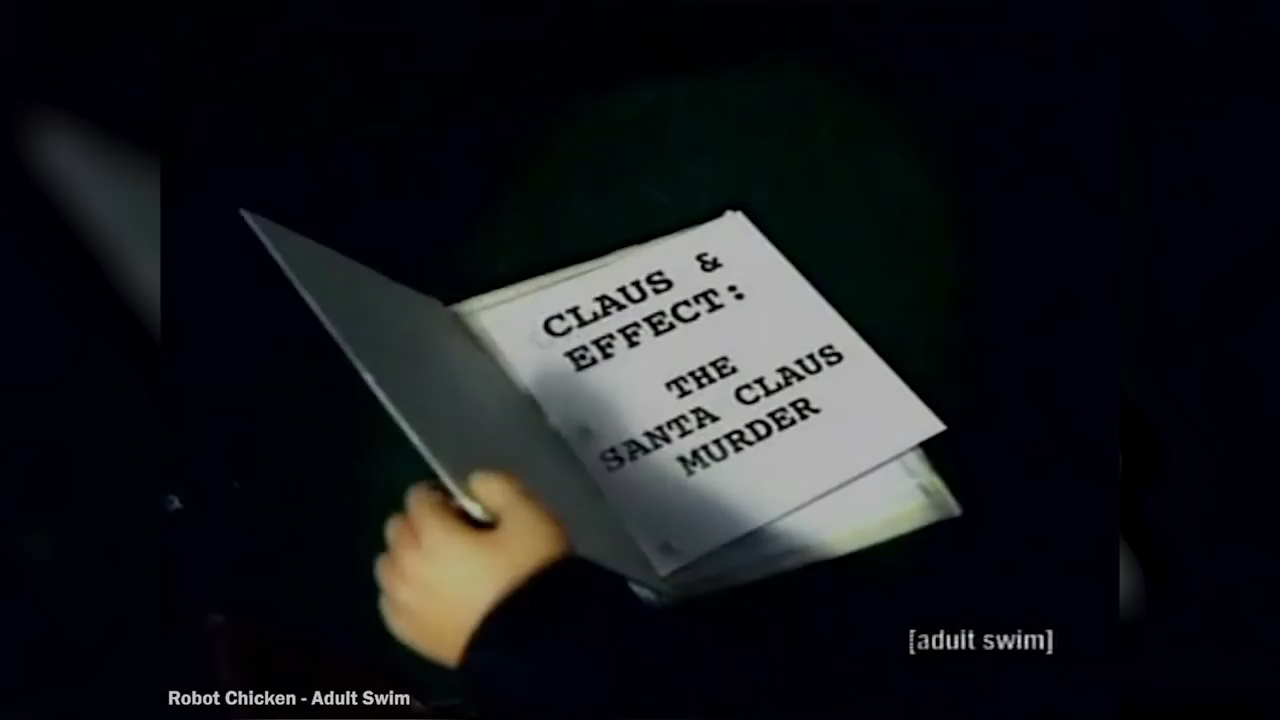 CLAUS &
EFFECT:
THE
SANTA CLAUS
MURDER
[adult swim]
Robot Chicken - Adult Swim